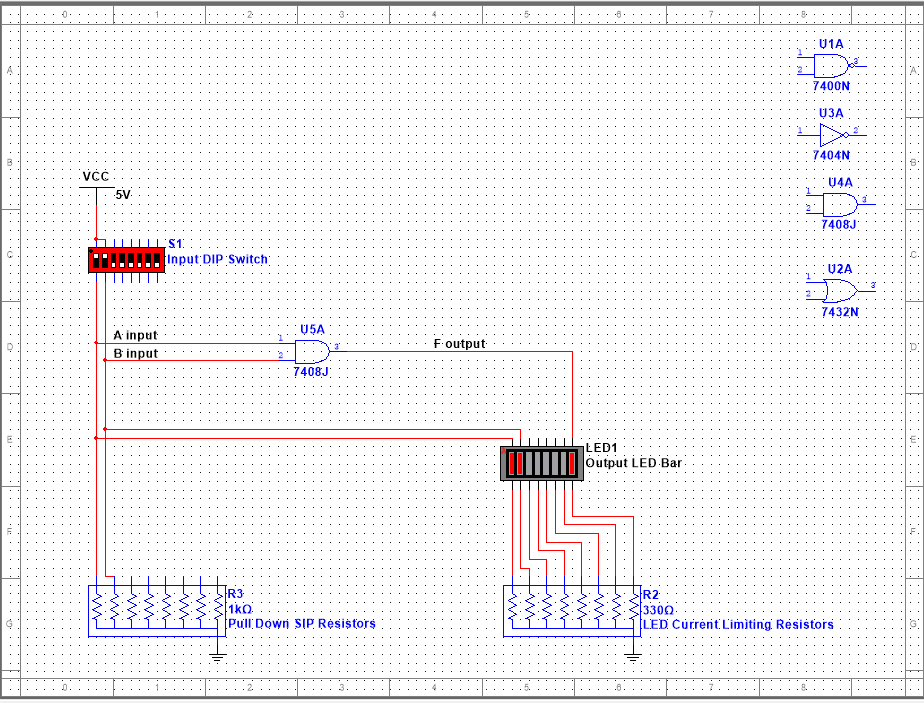 0 1 2 3 4 5 6 7 8
A A
B B
C C
D D
E E
F F
G G
U1A
1
2
3
7400N
U3A
1 2
7404N
U4A
1
2
3
7408J
U2A
1
2
3
7432N
VCC
5V
S1
Input DIP Switch
A input
B input
U5A
1
2
3
7408J
F output
LED1
Output LED Bar
R3
1kΩ
Pull Down SIP Resistors
R2
330Ω
LED Current Limiting Resistors
0 1 2 3 4 5 6 7 8